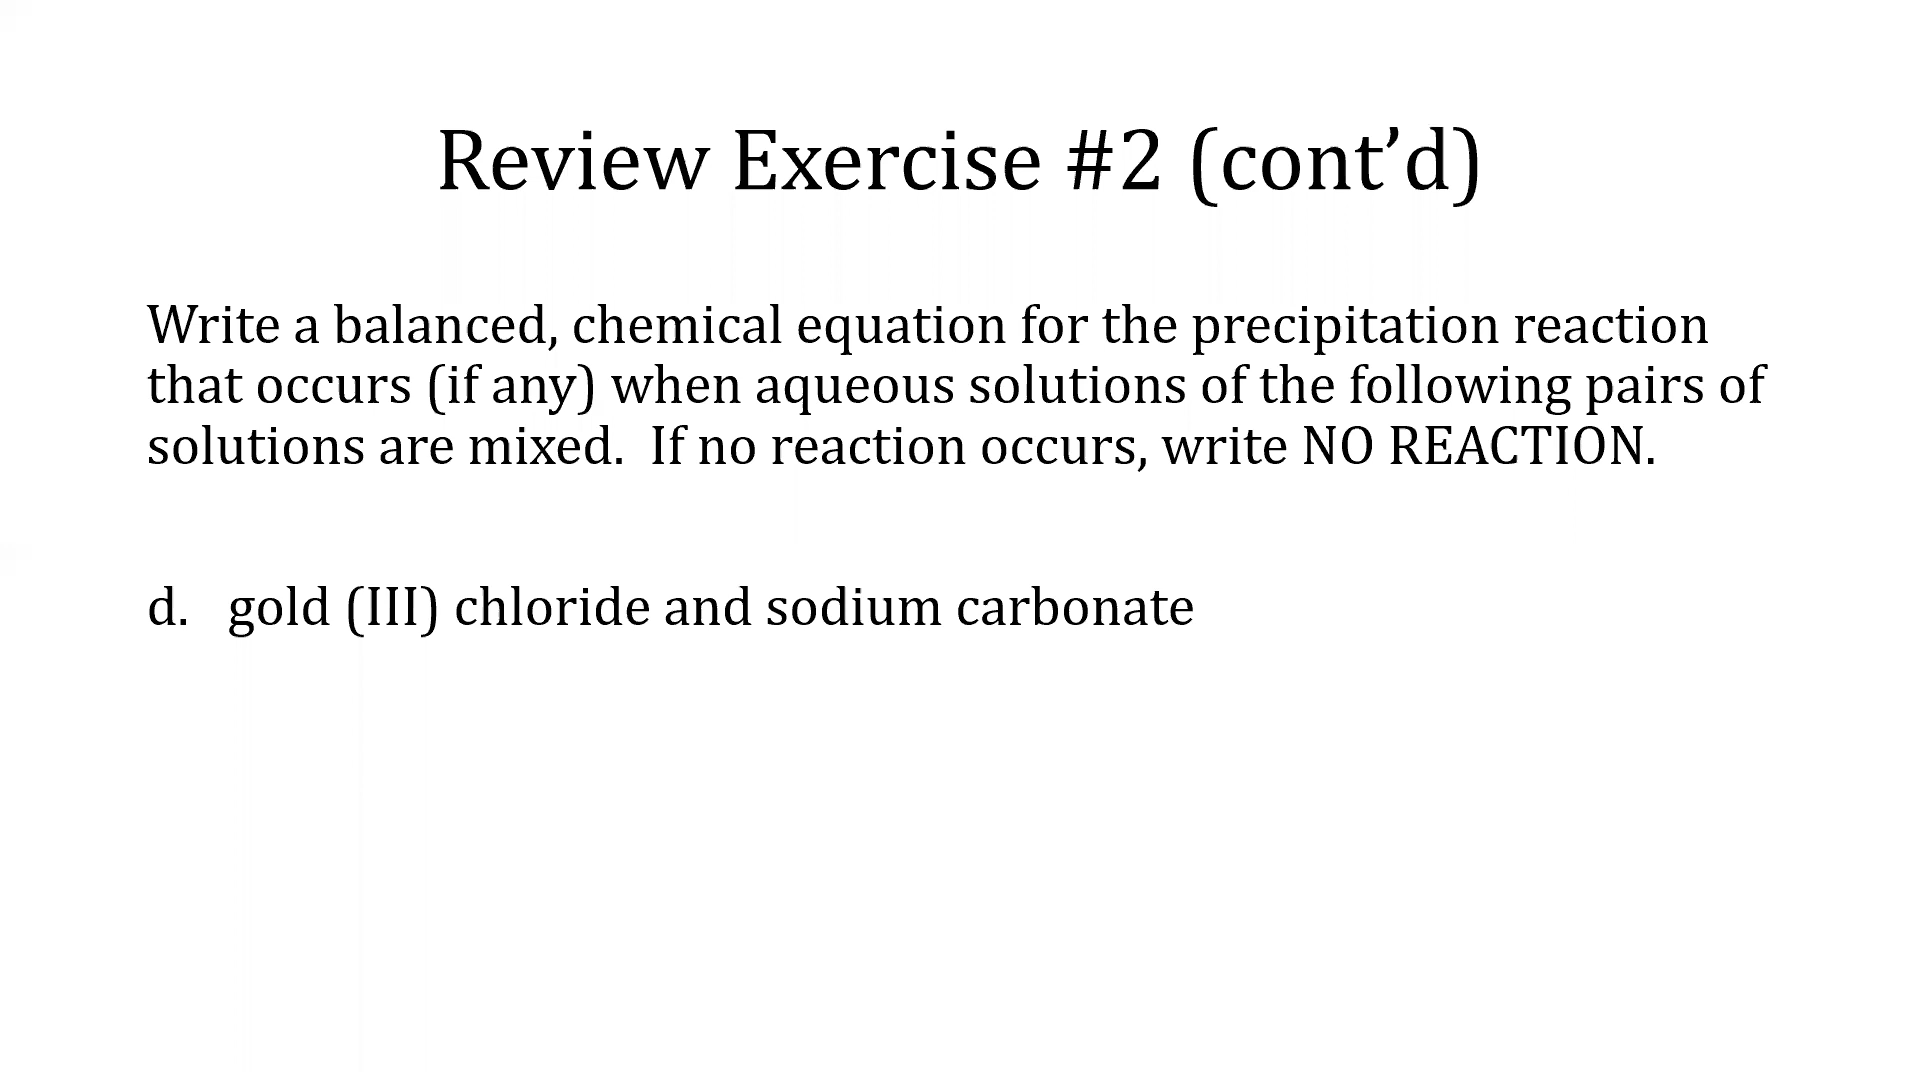 Review Exercise #2 (cont’d)
Write a balanced, chemical equation for the precipitation reaction
that occurs (if any) when aqueous solutions of the following pairs of
solutions are mixed.  If no reaction occurs, write NO REACTION.
d.   gold (III) chloride and sodium carbonate